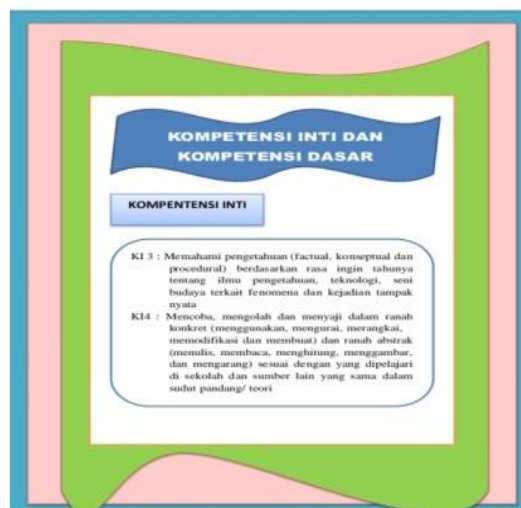 KOMPETENSI INTI DAN
KOMPETENSI DASAR
KOMPENTENSI INTI
KI 3 : Memahami pengetahuan (factual, konseptual dan
procedural) berdasarkan rasa ingin tahunya
tentang ilmu pengetahuan, teknologi, seni
budaya terkait fenomena dan kejadian tampak
nyata
KI4 : Mencoba, mengolah dan menyaji dalam ranah
konkret (menggunakan, mengurai, merangkai,
memodifikasi dan membuat) dan ranah abstrak
(menulis, membaca, menghitung, menggambar,
dan mengarang) sesuai dengan yang dipelajari
di sekolah dan sumber lain yang sama dalam
sudut pandang/ teori